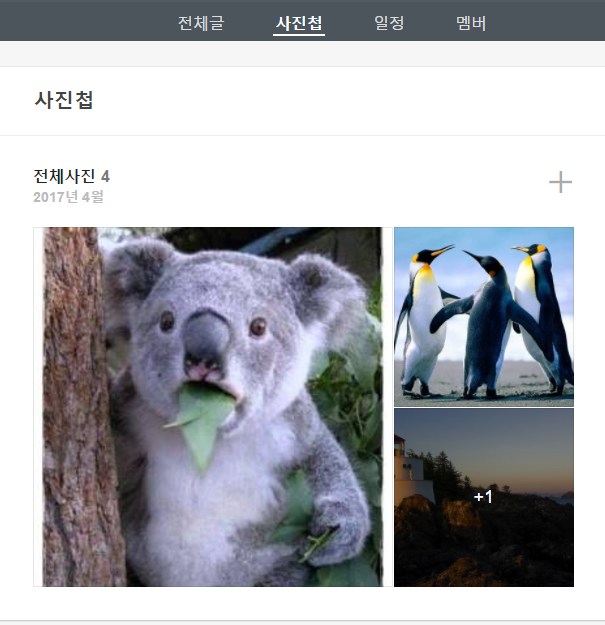 전체글 사진첩 일정 멤버
사진첩
전체사진 4
2017년 4월
+1